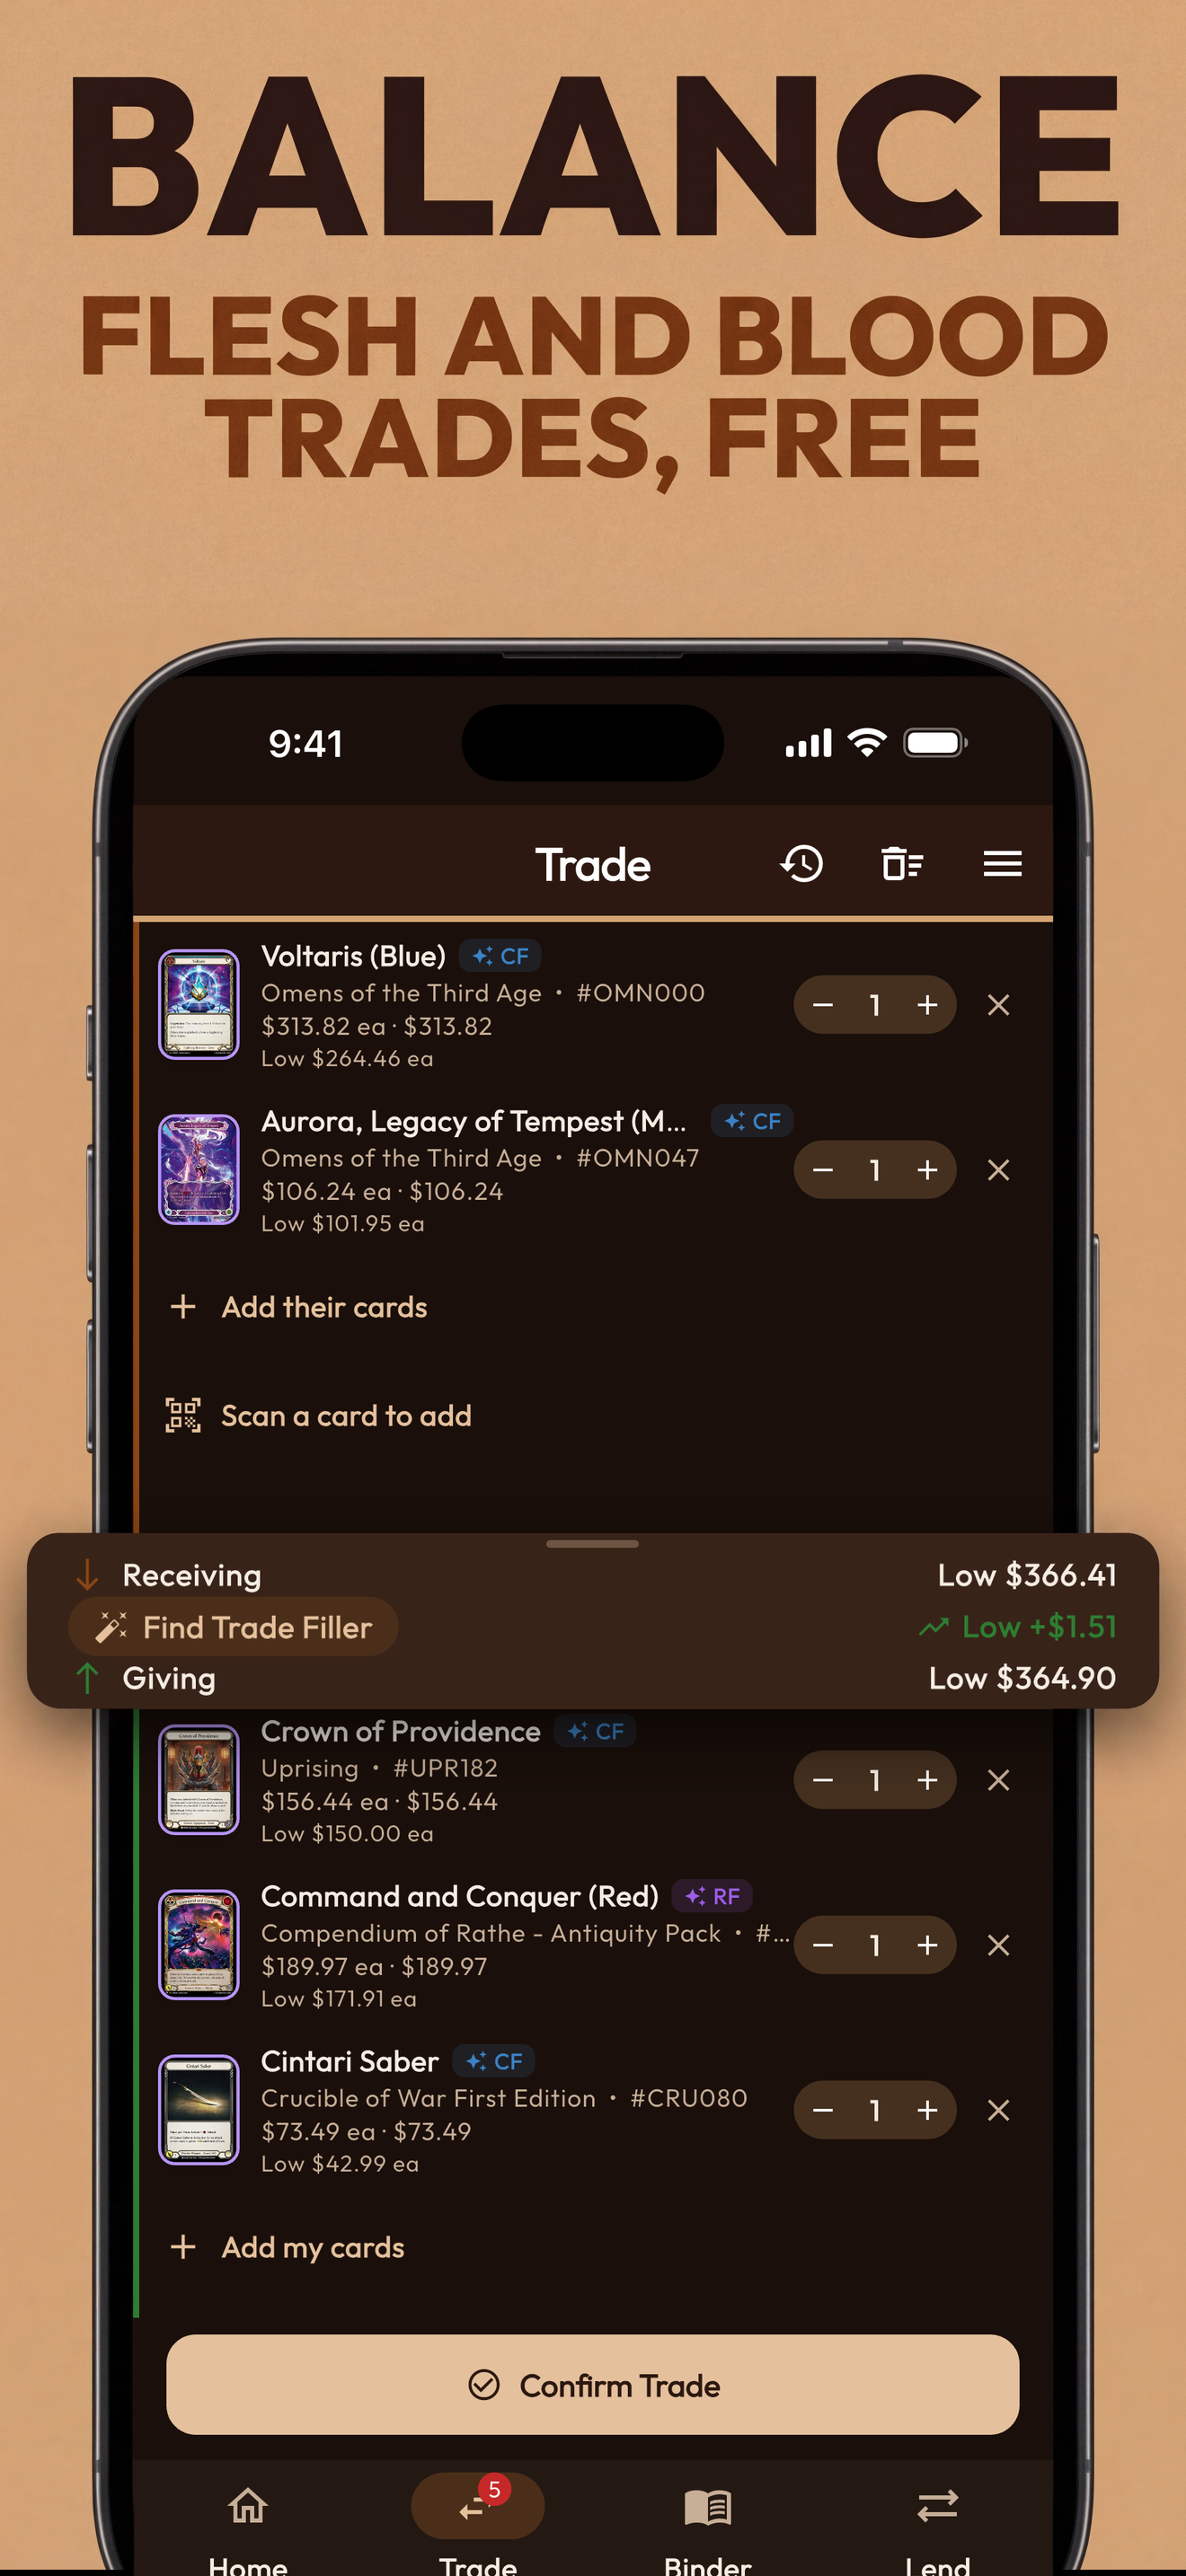 BALANCE
FLESH AND BLOOD
TRADES, FREE
9:41
Trade
Voltaris (Blue) CF
Omens of the Third Age • #OMN000
$313.82 ea · $313.82
Low $264.46 ea
− 1 +
Aurora, Legacy of Tempest (M... CF
Omens of the Third Age • #OMN047
$106.24 ea · $106.24
Low $101.95 ea
− 1 +
+ Add their cards
Scan a card to add
Receiving Low $366.41
Find Trade Filler Low +$1.51
Giving Low $364.90
Crown of Providence CF
Uprising • #UPR182
$156.44 ea · $156.44
Low $150.00 ea
− 1 +
Command and Conquer (Red) RF
Compendium of Rathe - Antiquity Pack • #...
$189.97 ea · $189.97
Low $171.91 ea
− 1 +
Cintari Saber CF
Crucible of War First Edition • #CRU080
$73.49 ea · $73.49
Low $42.99 ea
− 1 +
+ Add my cards
Confirm Trade
5
Home Trade Binder Lend